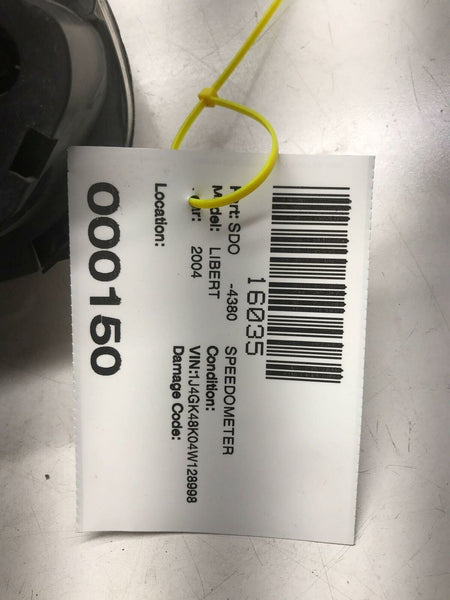 16035
Part: SDO -4380 SPEEDOMETER
Model: LIBERT Condition:
2004 VIN:1J4GK48K04W128998
Damage Code:
Location:
000150